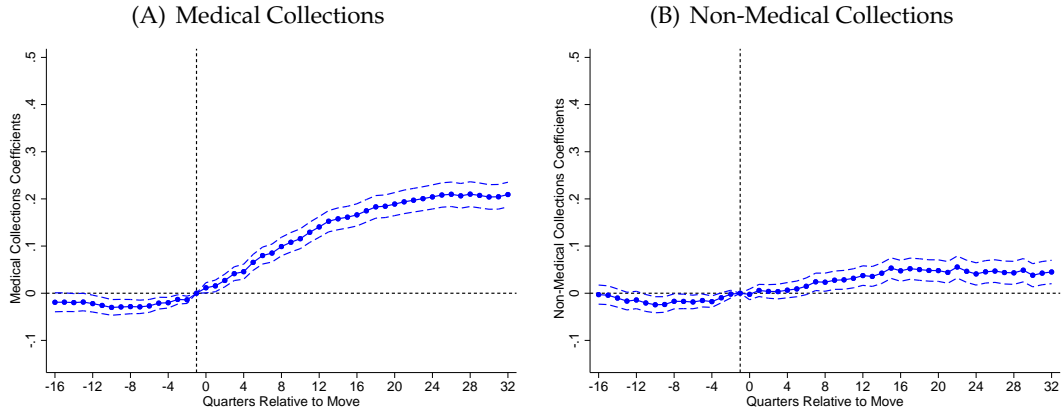 (A) Medical Collections
Medical Collections Coefficients
.5
.4
.3
.2
.1
0
-.1
-16 -12 -8 -4 0 4 8 12 16 20 24 28 32
Quarters Relative to Move
(B) Non-Medical Collections
Non-Medical Collections Coefficients
.5
.4
.3
.2
.1
0
-.1
-16 -12 -8 -4 0 4 8 12 16 20 24 28 32
Quarters Relative to Move